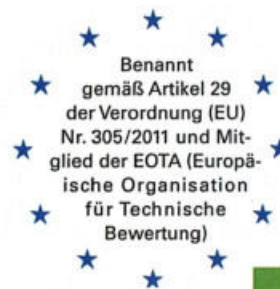 Benannt
gemäß Artikel 29
der Verordnung (EU)
Nr. 305/2011 und Mit-
glied der EOTA (Europä-
ische Organisation
für Technische
Bewertung)